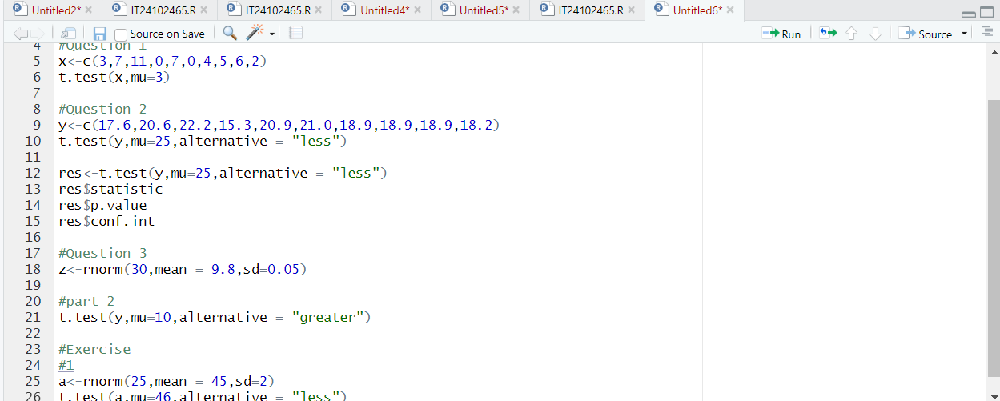 Untitled2* IT24102465.R IT24102465.R Untitled4* Untitled5* IT24102465.R Untitled6*
Source on Save Run Source
4 #Question 1
5 x<-c(3,7,11,0,7,0,4,5,6,2)
6 t.test(x,mu=3)
7
8 #Question 2
9 y<-c(17.6,20.6,22.2,15.3,20.9,21.0,18.9,18.9,18.9,18.2)
10 t.test(y,mu=25,alternative = "less")
11
12 res<-t.test(y,mu=25,alternative = "less")
13 res$statistic
14 res$p.value
15 res$conf.int
16
17 #Question 3
18 z<-rnorm(30,mean = 9.8,sd=0.05)
19
20 #part 2
21 t.test(y,mu=10,alternative = "greater")
22
23 #Exercise
24 #1
25 a<-rnorm(25,mean = 45,sd=2)
26 t.test(a,mu=46,alternative = "less")